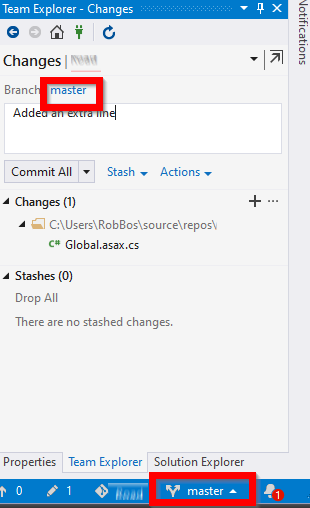 Team Explorer - Changes
Changes |
Branch: master
Added an extra line
Commit All Stash Actions
Changes (1)
C:\Users\RobBos\source\repos\
C# Global.asax.cs
Stashes (0)
Drop All
There are no stashed changes.
Notifications
Properties Team Explorer Solution Explorer
0 1 master 1